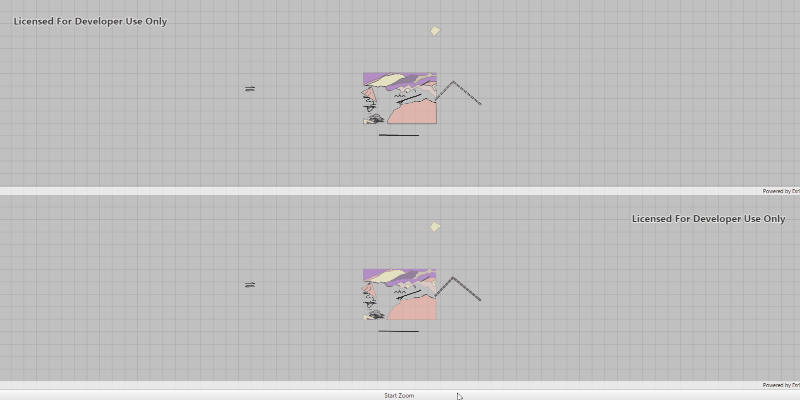 Licensed For Developer Use Only
Powered by Esri
Licensed For Developer Use Only
Powered by Esri
Start Zoom